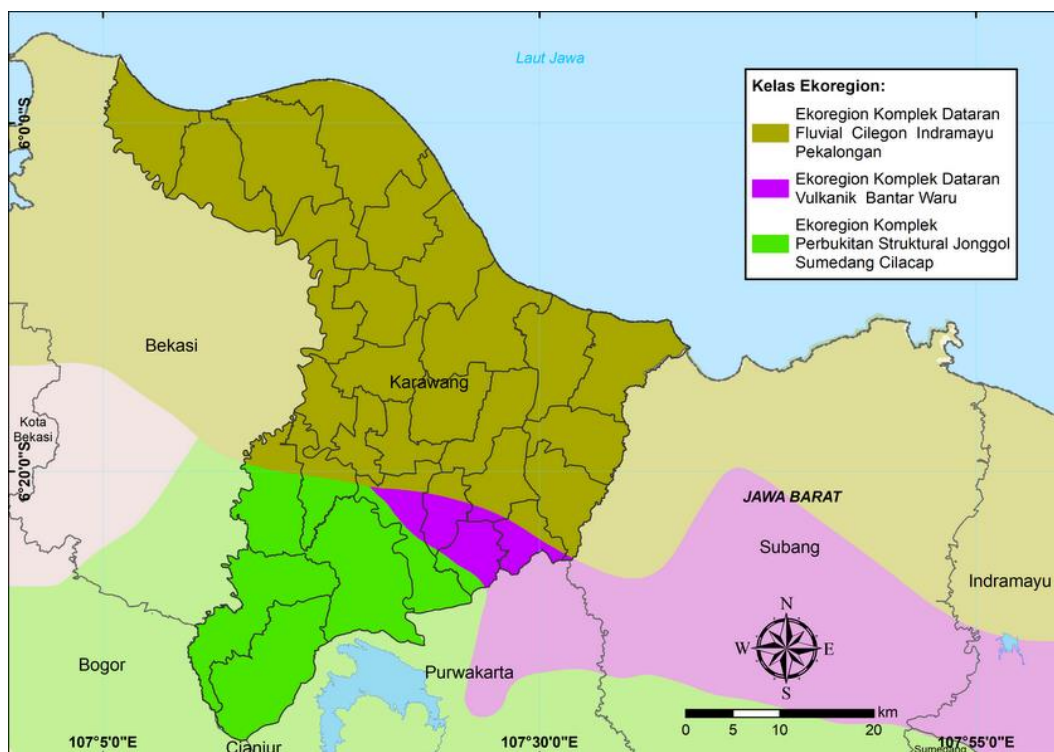 Laut Jawa
Kelas Ekoregion:
Ekoregion Komplek Dataran
Fluvial Cilegon Indramayu
Pekalongan
Ekoregion Komplek Dataran
Vulkanik Bantar Waru
Ekoregion Komplek
Perbukitan Struktural Jonggol
Sumedang Cilacap
6°0'0"S
Bekasi
Karawang
Kota
Bekasi
6°20'0"S
JAWA BARAT
Subang
Indramayu
N
W E
S
Bogor
Purwakarta
km
0 5 10 20
107°5'0"E
107°30'0"E
107°55'0"E
Cianjur
Sumedang